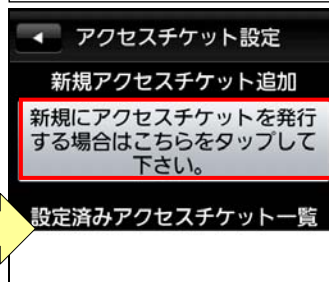 アクセスチケット設定
新規アクセスチケット追加
新規にアクセスチケットを発行
する場合はこちらをタップして
下さい。
設定済みアクセスチケット一覧